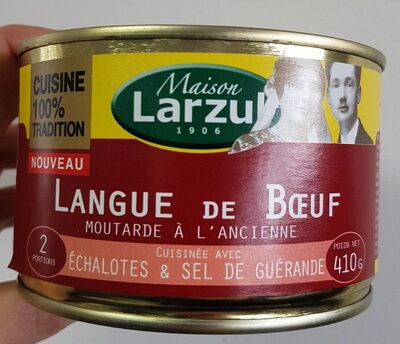 CUISINE
100%
TRADITION
NOUVEAU
Maison
Larzul
1906
LANGUE DE BŒUF
MOUTARDE À L'ANCIENNE
2
PORTIONS
CUISINÉE AVEC
ÉCHALOTES & SEL DE GUÉRANDE
POIDS NET
410G